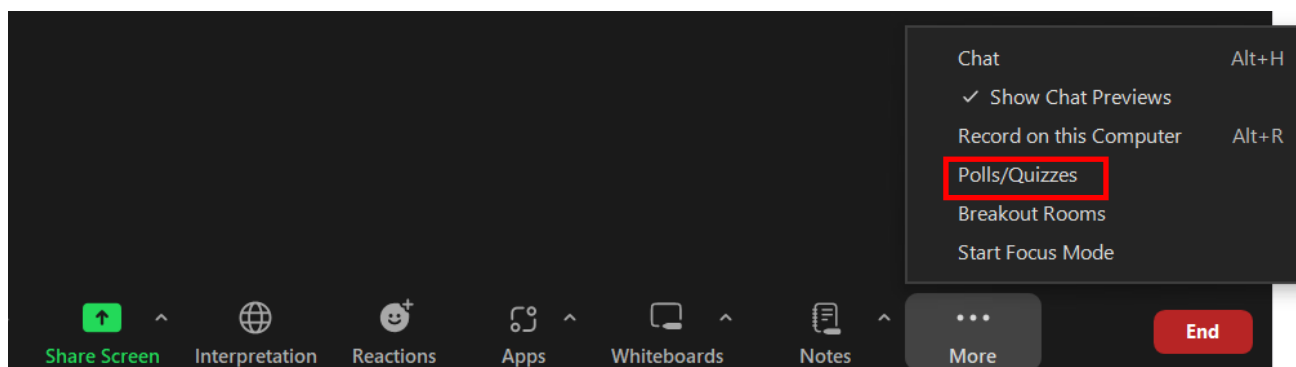 Chat Alt+H
✓ Show Chat Previews
Record on this Computer Alt+R
Polls/Quizzes
Breakout Rooms
Start Focus Mode
Share Screen Interpretation Reactions Apps Whiteboards Notes More End